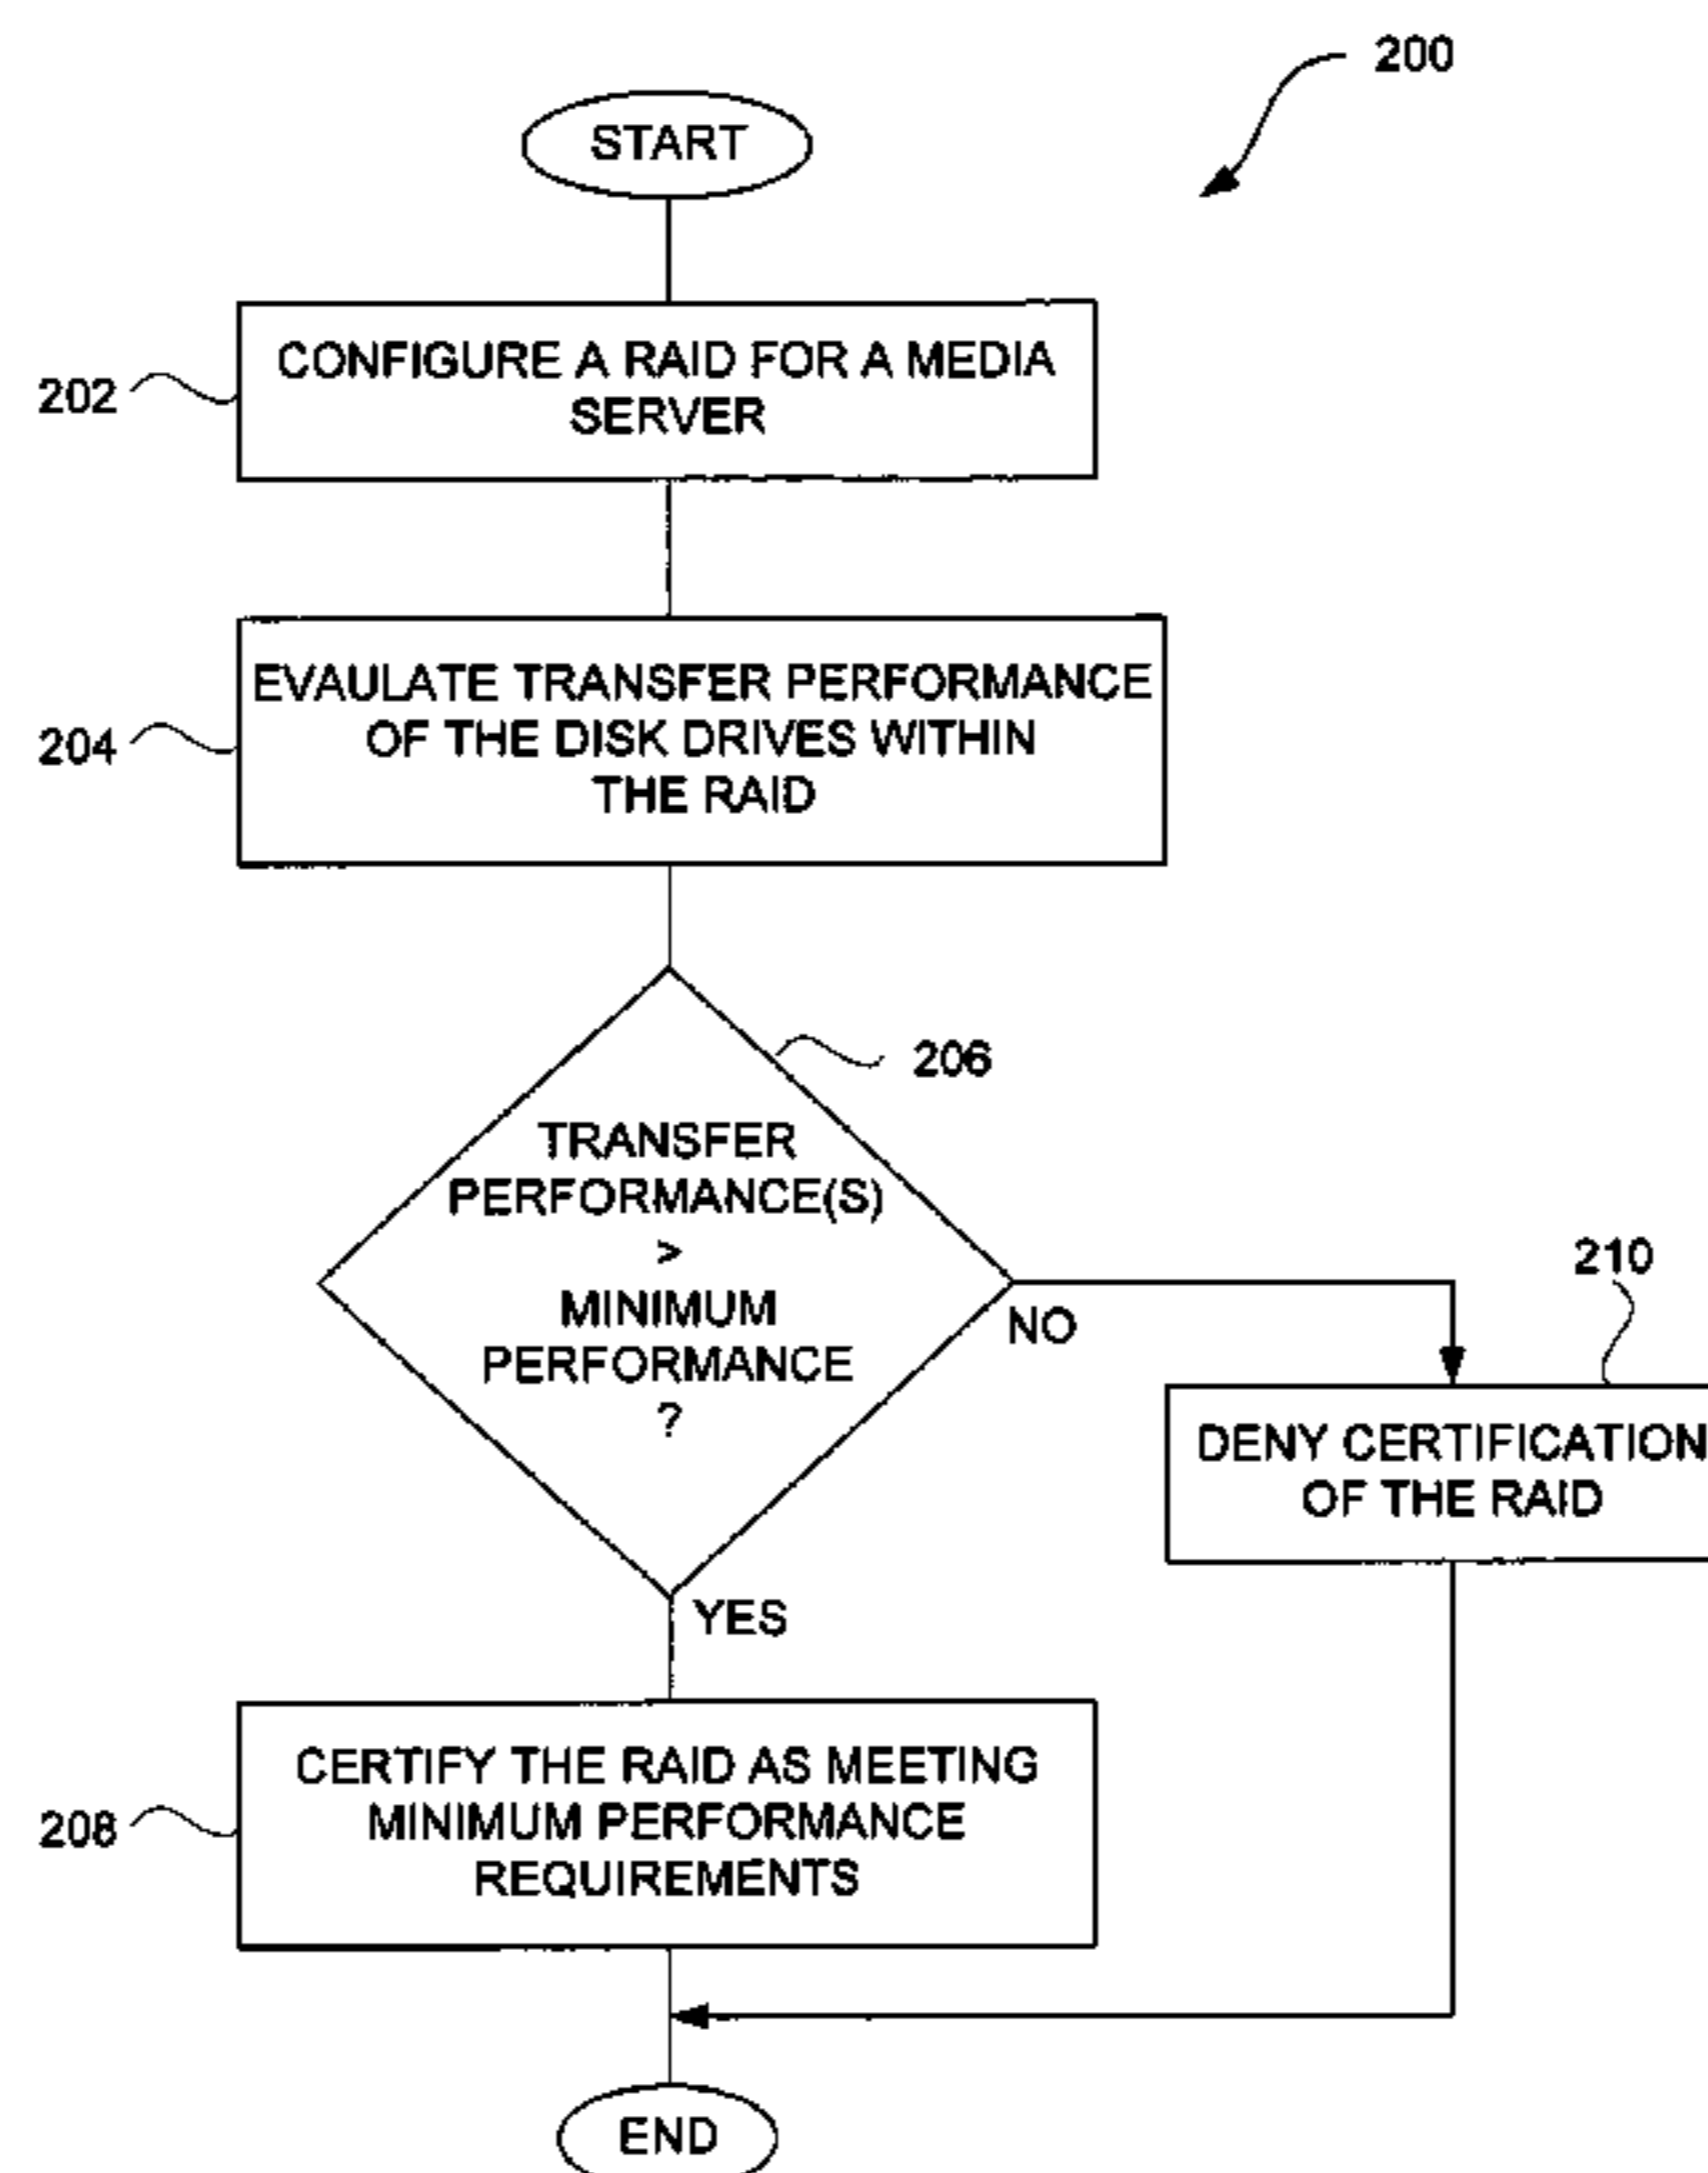 200
START
202
CONFIGURE A RAID FOR A MEDIA
SERVER
204
EVAULATE TRANSFER PERFORMANCE
OF THE DISK DRIVES WITHIN
THE RAID
206
TRANSFER
PERFORMANCE(S)
>
MINIMUM
PERFORMANCE
?
NO
210
DENY CERTIFICATION
OF THE RAID
YES
208
CERTIFY THE RAID AS MEETING
MINIMUM PERFORMANCE
REQUIREMENTS
END